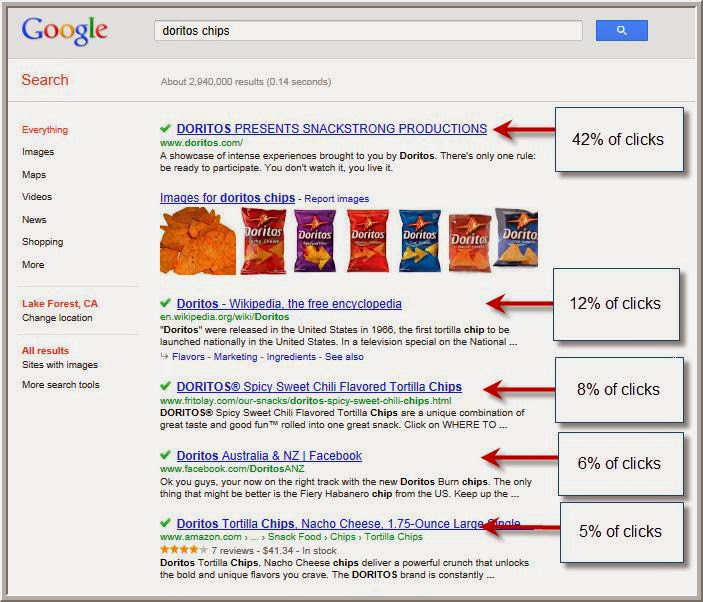 Google
doritos chips
Search
About 2,940,000 results (0.14 seconds)
Everything
Images
Maps
Videos
News
Shopping
More
Lake Forest, CA
Change location
All results
Sites with images
More search tools
DORITOS PRESENTS SNACKSTRONG PRODUCTIONS
www.doritos.com/
A showcase of intense experiences brought to you by Doritos. There's only one rule:
be ready to participate. You don't watch it, you live it.
42% of clicks
Images for doritos chips - Report images
Doritos
Nacho Cheese
Doritos
Doritos
Doritos
Doritos
Doritos
Doritos - Wikipedia, the free encyclopedia
en.wikipedia.org/wiki/Doritos
"Doritos" were released in the United States in 1966, the first tortilla chip to be
launched nationally in the United States. In a television special on the National ...
Flavors - Marketing - Ingredients - See also
12% of clicks
DORITOS® Spicy Sweet Chili Flavored Tortilla Chips
www.fritolay.com/our-snacks/doritos-spicy-sweet-chili-chips.html
DORITOS® Spicy Sweet Chili Flavored Tortilla Chips are a unique combination of
great taste and good fun™ rolled into one great snack. Click on WHERE TO ...
8% of clicks
Doritos Australia & NZ | Facebook
www.facebook.com/DoritosANZ
Ok you guys, your now on the right track with the new Doritos Burn chips. The only
thing that might be better is the Fiery Habanero chip from the US. Keep up the ...
6% of clicks
Doritos Tortilla Chips, Nacho Cheese, 1.75-Ounce Large Single...
www.amazon.com › ... › Snack Food › Chips › Tortilla Chips
7 reviews - $41.34 - In stock
Doritos Tortilla Chips, Nacho Cheese chips deliver a powerful crunch that unlocks
the bold and unique flavors you crave. The DORITOS brand is constantly ...
5% of clicks